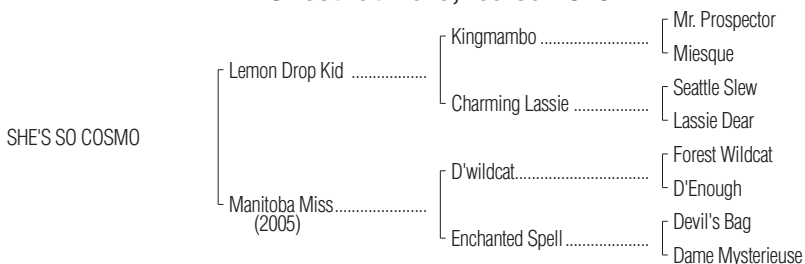 Mr. Prospector
Kingmambo ........................
Miesque
Lemon Drop Kid .................
Seattle Slew
Charming Lassie .................
Lassie Dear
SHE'S SO COSMO
Forest Wildcat
D'wildcat..............................
D'Enough
Manitoba Miss.....................
(2005)
Devil's Bag
Enchanted Spell ...................
Dame Mysterieuse